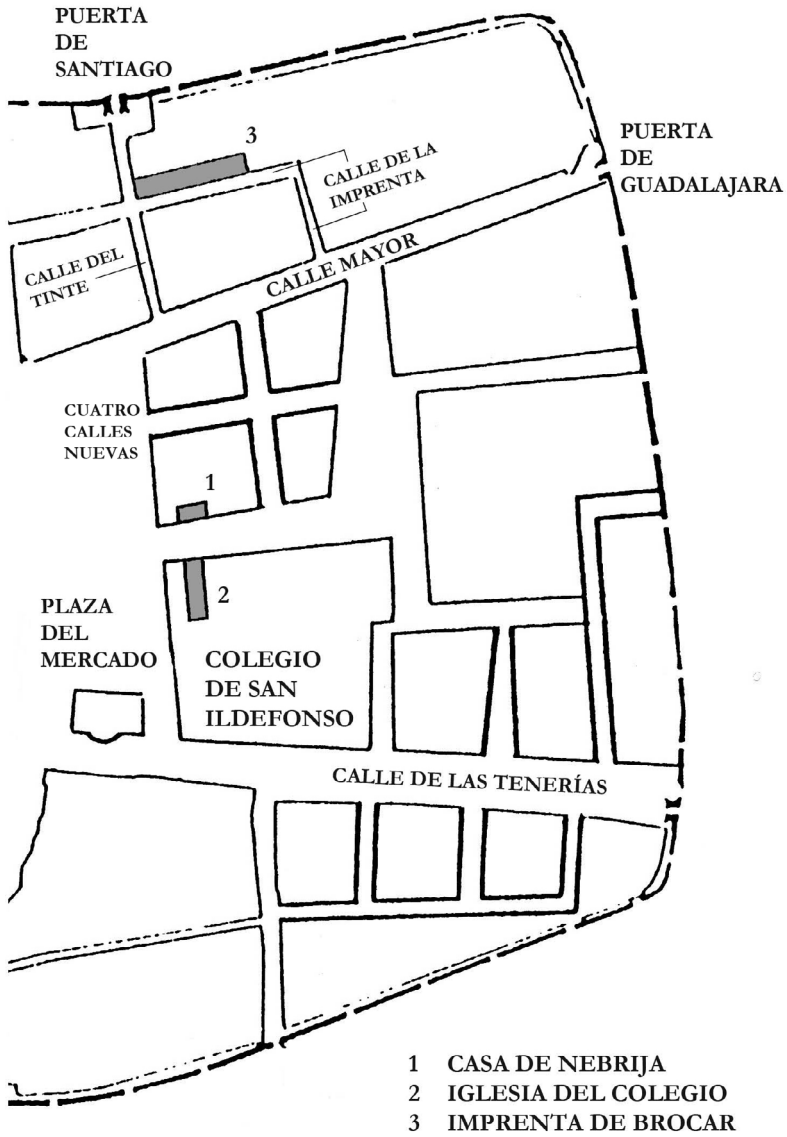 PUERTA
DE
SANTIAGO
3
PUERTA
DE
GUADALAJARA
CALLE DE LA
IMPRENTA
CALLE DEL
TINTE
CALLE MAYOR
CUATRO
CALLES
NUEVAS
1
2
PLAZA
DEL
MERCADO
COLEGIO
DE SAN
ILDEFONSO
CALLE DE LAS TENERÍAS
1 CASA DE NEBRIJA
2 IGLESIA DEL COLEGIO
3 IMPRENTA DE BROCAR